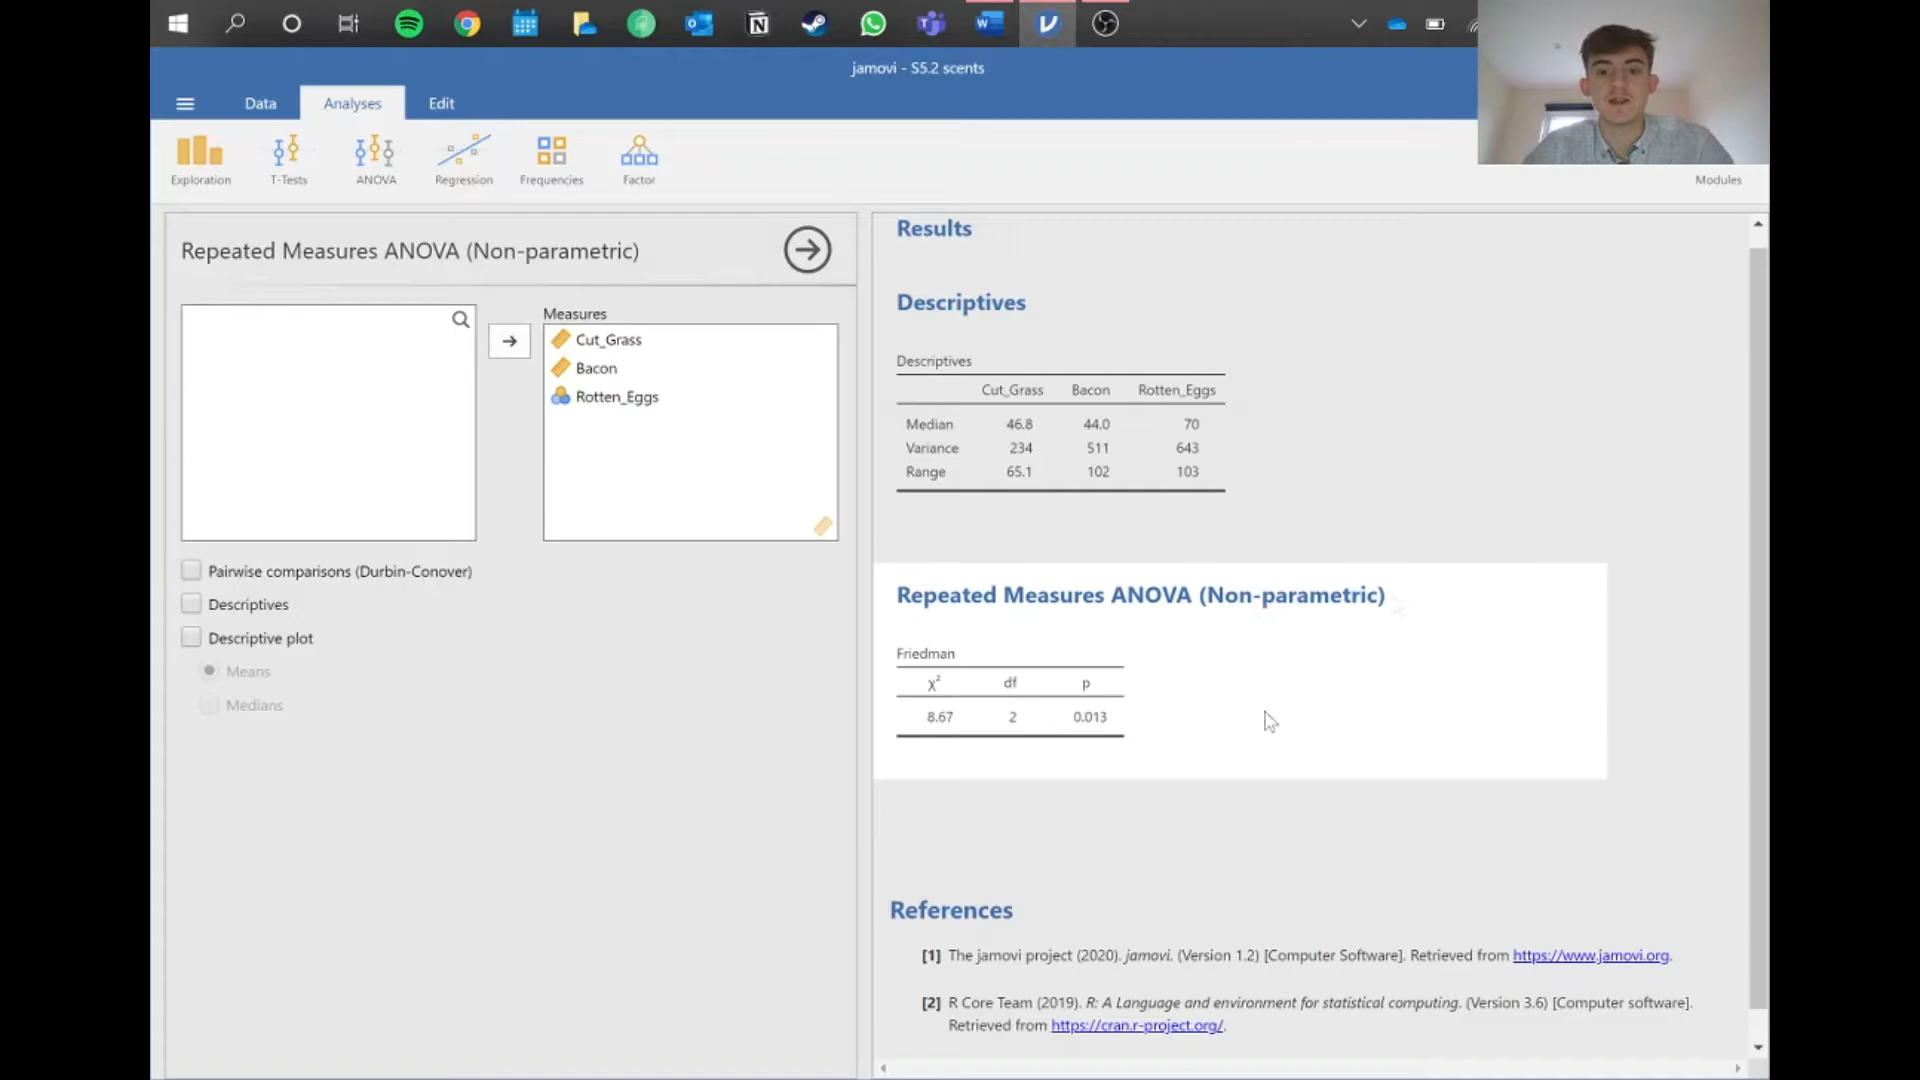 jamovi - S5.2 scents
Data Analyses Edit
Exploration T-Tests ANOVA Regression Frequencies Factor Modules
Repeated Measures ANOVA (Non-parametric)
Measures
Cut_Grass
Bacon
Rotten_Eggs
Pairwise comparisons (Durbin-Conover)
Descriptives
Descriptive plot
Means
Medians
Results
Descriptives
Descriptives
Cut_Grass Bacon Rotten_Eggs
Median 46.8 44.0 70
Variance 234 511 643
Range 65.1 102 103
Repeated Measures ANOVA (Non-parametric)
Friedman
χ² df p
8.67 2 0.013
References
[1] The jamovi project (2020). jamovi. (Version 1.2) [Computer Software]. Retrieved from https://www.jamovi.org.
[2] R Core Team (2019). R: A Language and environment for statistical computing. (Version 3.6) [Computer software].
Retrieved from https://cran.r-project.org/.